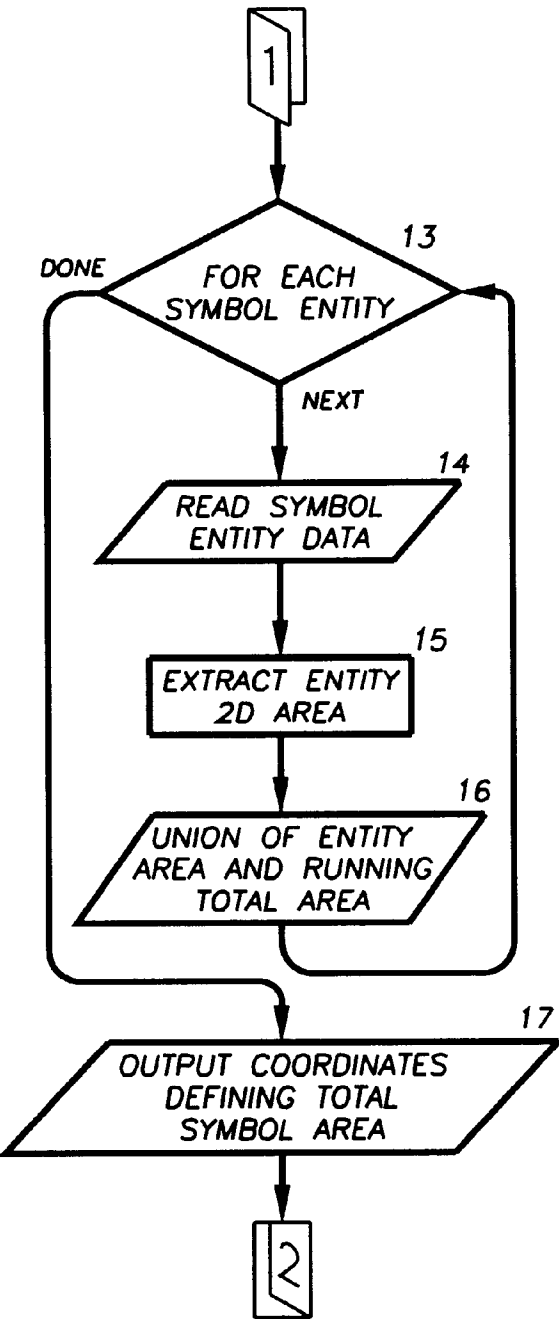 1
13
DONE
FOR EACH
SYMBOL ENTITY
NEXT
14
READ SYMBOL
ENTITY DATA
15
EXTRACT ENTITY
2D AREA
16
UNION OF ENTITY
AREA AND RUNNING
TOTAL AREA
17
OUTPUT COORDINATES
DEFINING TOTAL
SYMBOL AREA
2